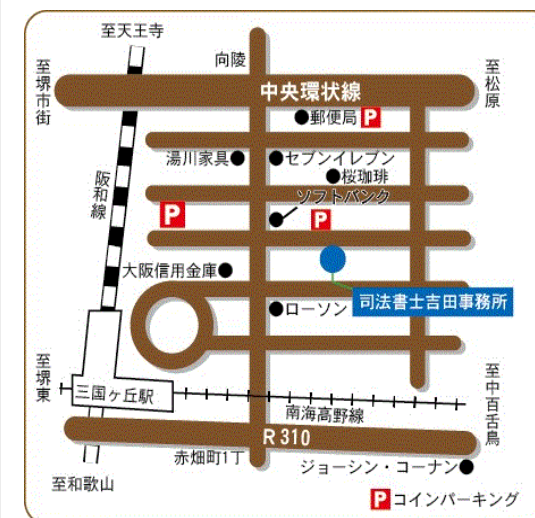 至天王寺
向陵
至堺市街
至松原
中央環状線
郵便局 P
湯川家具
セブンイレブン
桜珈琲
阪和線
ソフトバンク
P
P
大阪信用金庫
司法書士吉田事務所
ローソン
至堺東
三国ヶ丘駅
至中百舌鳥
南海高野線
R 310
赤畑町1丁
ジョーシン・コーナン
至和歌山
P コインパーキング